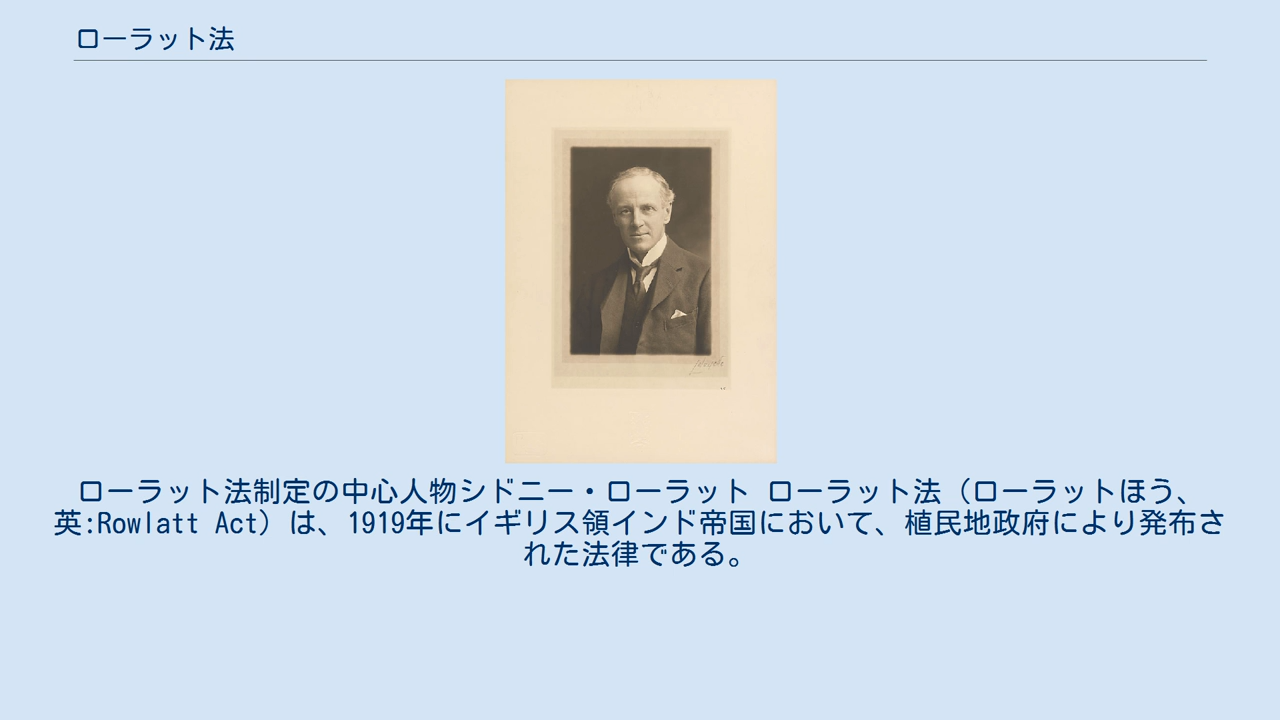 ローラット法
ローラット法制定の中心人物シドニー・ローラット ローラット法（ローラットほう、
英:Rowlatt Act）は、1919年にイギリス領インド帝国において、植民地政府により発布さ
れた法律である。